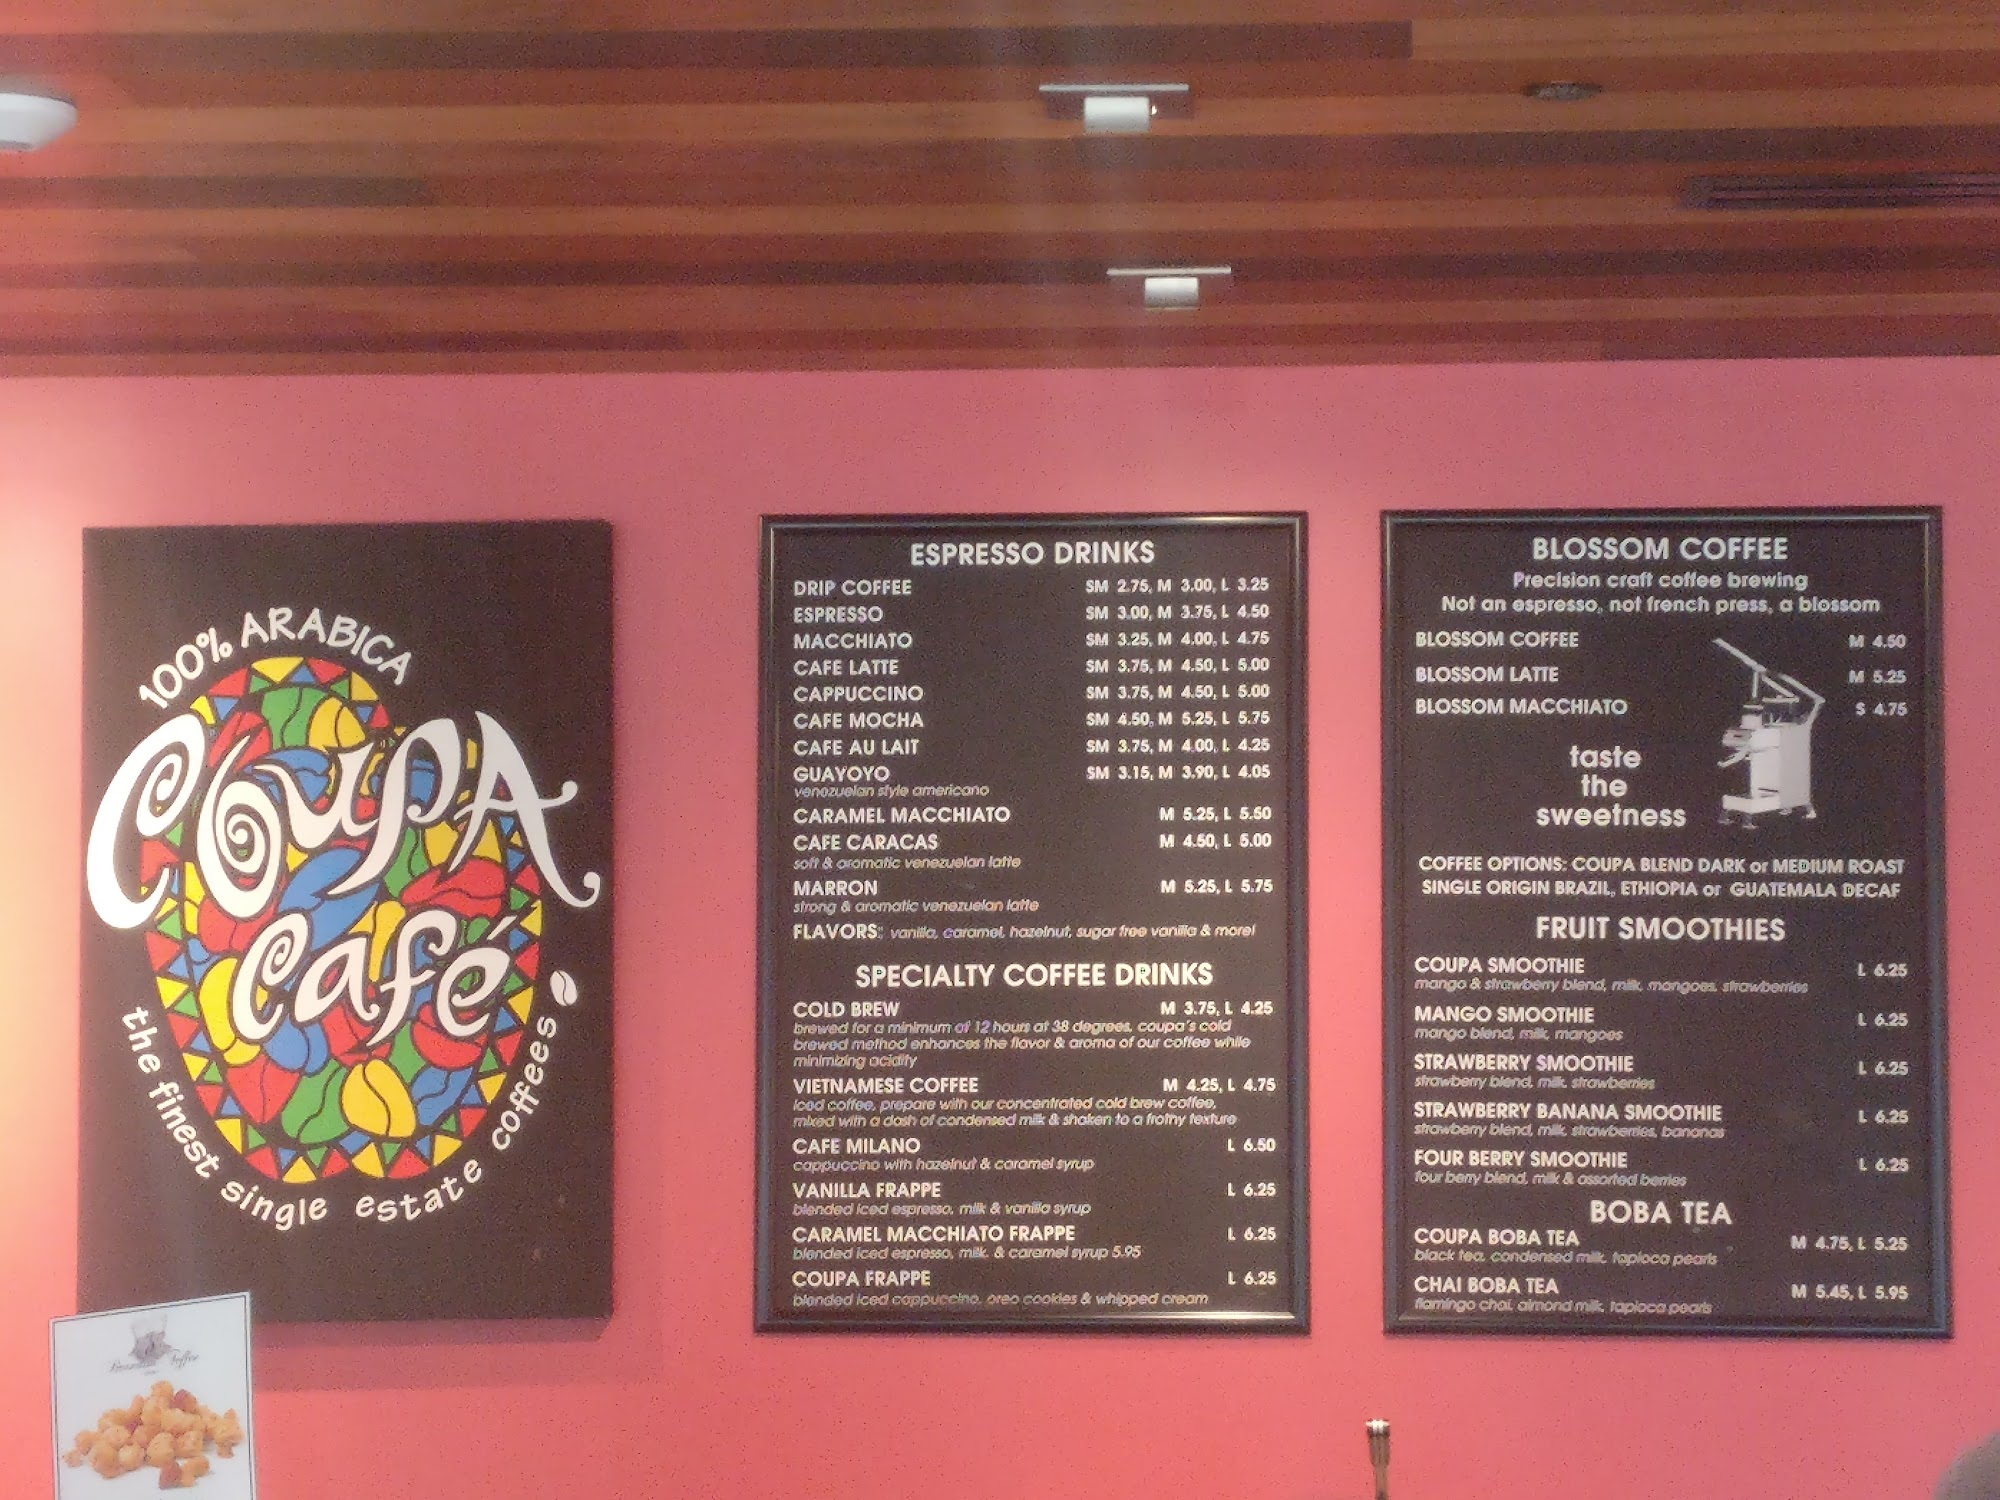 100% ARABICA
COUPA
café
the finest single estate coffees
ESPRESSO DRINKS
DRIP COFFEE SM 2.75, M 3.00, L 3.25
ESPRESSO SM 3.00, M 3.75, L 4.50
MACCHIATO SM 3.25, M 4.00, L 4.75
CAFE LATTE SM 3.75, M 4.50, L 5.00
CAPPUCCINO SM 3.75, M 4.50, L 5.00
CAFE MOCHA SM 4.50, M 5.25, L 5.75
CAFE AU LAIT SM 3.75, M 4.00, L 4.25
GUAYOYO SM 3.15, M 3.90, L 4.05
venezuelan style americano
CARAMEL MACCHIATO M 5.25, L 5.50
CAFE CARACAS M 4.50, L 5.00
soft & aromatic venezuelan latte
MARRON M 5.25, L 5.75
strong & aromatic venezuelan latte
FLAVORS: vanilla, caramel, hazelnut, sugar free vanilla & more!
SPECIALTY COFFEE DRINKS
COLD BREW M 3.75, L 4.25
brewed for a minimum of 12 hours at 38 degrees, coupa's cold
brewed method enhances the flavor & aroma of our coffee while
minimizing acidity
VIETNAMESE COFFEE M 4.25, L 4.75
iced coffee, prepare with our concentrated cold brew coffee,
mixed with a dash of condensed milk & shaken to a frothy texture
CAFE MILANO L 6.50
cappuccino with hazelnut & caramel syrup
VANILLA FRAPPE L 6.25
blended iced espresso, milk & vanilla syrup
CARAMEL MACCHIATO FRAPPE L 6.25
blended iced espresso, milk, & caramel syrup 5.95
COUPA FRAPPE L 6.25
blended iced cappuccino, oreo cookies & whipped cream
BLOSSOM COFFEE
Precision craft coffee brewing
Not an espresso, not french press, a blossom
BLOSSOM COFFEE M 4.50
BLOSSOM LATTE M 5.25
BLOSSOM MACCHIATO S 4.75
taste
the
sweetness
COFFEE OPTIONS: COUPA BLEND DARK or MEDIUM ROAST
SINGLE ORIGIN BRAZIL, ETHIOPIA or GUATEMALA DECAF
FRUIT SMOOTHIES
COUPA SMOOTHIE L 6.25
mango & strawberry blend, milk, mangoes, strawberries
MANGO SMOOTHIE L 6.25
mango blend, milk, mangoes
STRAWBERRY SMOOTHIE L 6.25
strawberry blend, milk, strawberries
STRAWBERRY BANANA SMOOTHIE L 6.25
strawberry blend, milk, strawberries, bananas
FOUR BERRY SMOOTHIE L 6.25
four berry blend, milk & assorted berries
BOBA TEA
COUPA BOBA TEA M 4.75, L 5.25
black tea, condensed milk, tapioca pearls
CHAI BOBA TEA M 5.45, L 5.95
flamingo chai, almond milk, tapioca pearls